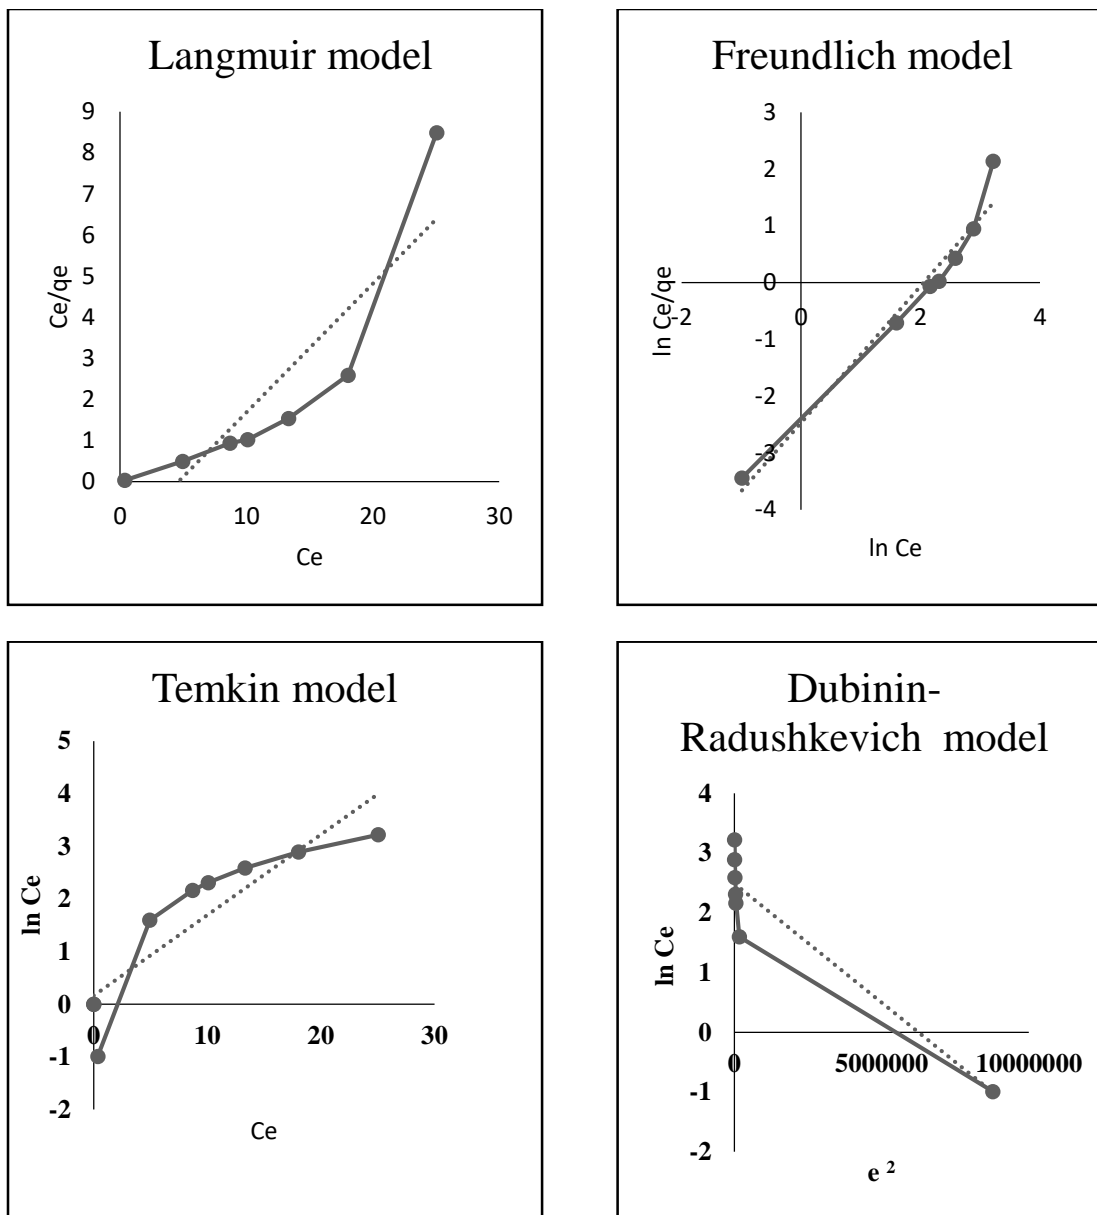 Langmuir model
9
8
7
6
5
4
3
2
1
0
0 10 20 30
Ce/qe
Ce
Freundlich model
3
2
1
0
-1
-2
-3
-4
-2 0 2 4
ln Ce/qe
ln Ce
Temkin model
5
4
3
2
1
0
-1
-2
0 10 20 30
ln Ce
Ce
Dubinin-
Radushkevich model
4
3
2
1
0
-1
-2
0 5000000 10000000
ln Ce
e ²